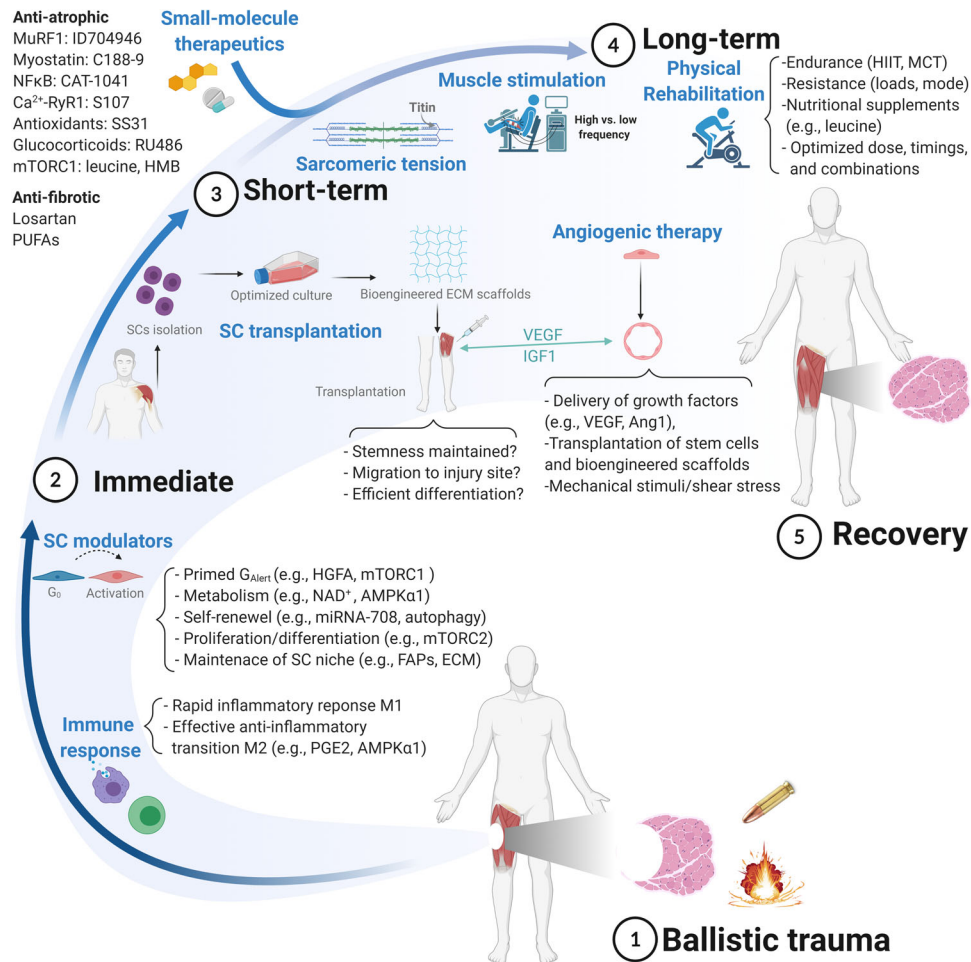 Anti-atrophic
MuRF1: ID704946
Myostatin: C188-9
NFκB: CAT-1041
Ca²⁺-RyR1: S107
Antioxidants: SS31
Glucocorticoids: RU486
mTORC1: leucine, HMB
Anti-fibrotic
Losartan
PUFAs
Small-molecule
therapeutics
4 Long-term
Muscle stimulation
High vs. low
frequency
Physical
Rehabilitation
-Endurance (HIIT, MCT)
-Resistance (loads, mode)
-Nutritional supplements
(e.g., leucine)
- Optimized dose, timings,
and combinations
Titin
Sarcomeric tension
3 Short-term
SCs isolation
Optimized culture
Bioengineered ECM scaffolds
SC transplantation
Transplantation
VEGF
IGF1
Angiogenic therapy
- Stemness maintained?
- Migration to injury site?
- Efficient differentiation?
- Delivery of growth factors
(e.g., VEGF, Ang1),
-Transplantation of stem cells
and bioengineered scaffolds
-Mechanical stimuli/shear stress
5 Recovery
2 Immediate
SC modulators
G₀
Activation
- Primed G_Alert (e.g., HGFA, mTORC1 )
- Metabolism (e.g., NAD⁺, AMPKα1)
- Self-renewel (e.g., miRNA-708, autophagy)
- Proliferation/differentiation (e.g., mTORC2)
- Maintenace of SC niche (e.g., FAPs, ECM)
Immune
response
- Rapid inflammatory reponse M1
- Effective anti-inflammatory
transition M2 (e.g., PGE2, AMPKα1)
1 Ballistic trauma